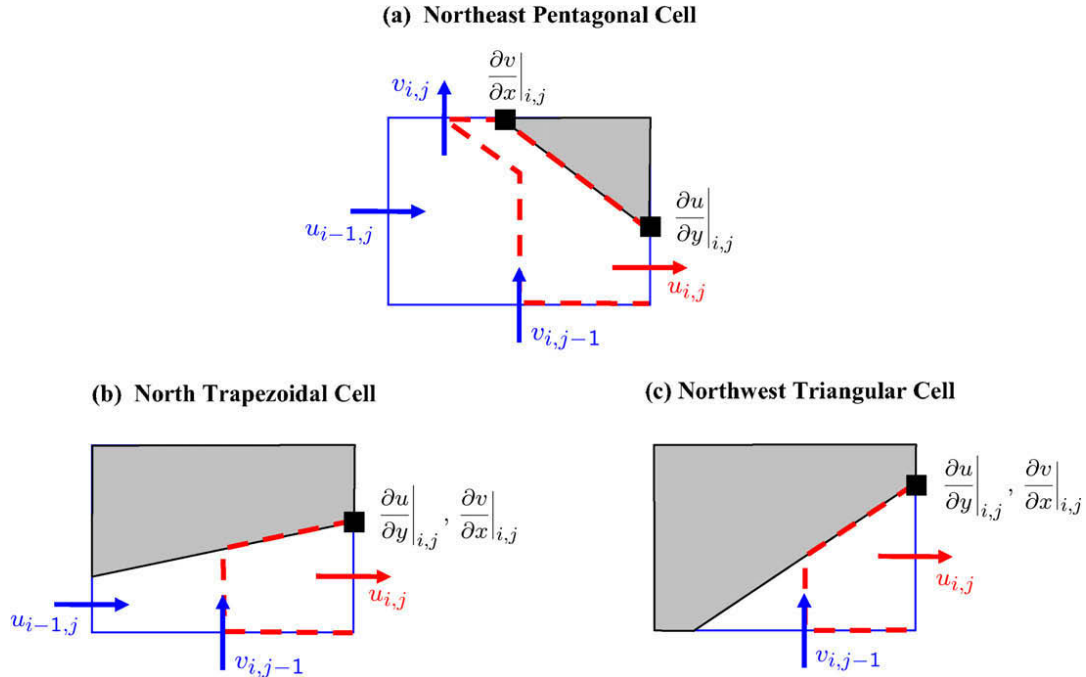 (a) Northeast Pentagonal Cell
v_{i,j}
∂v/∂x|_{i,j}
u_{i−1,j}
∂u/∂y|_{i,j}
u_{i,j}
v_{i,j−1}
(b) North Trapezoidal Cell
∂u/∂y|_{i,j} , ∂v/∂x|_{i,j}
u_{i−1,j}
u_{i,j}
v_{i,j−1}
(c) Northwest Triangular Cell
∂u/∂y|_{i,j} , ∂v/∂x|_{i,j}
u_{i,j}
v_{i,j−1}